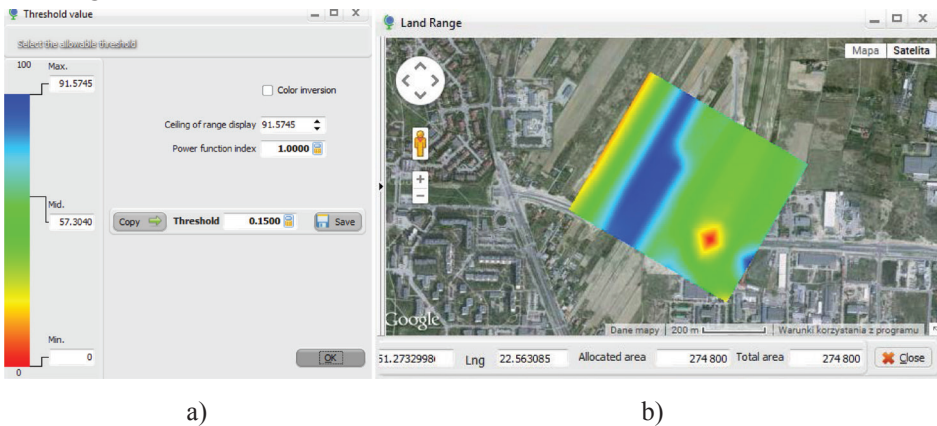 Threshold value
Select the allowable threshold
100 Max.
91.5745
Color inversion
Ceiling of range display 91.5745
Power function index 1.0000
Mid.
57.3040
Copy Threshold 0.1500 Save
Min.
0
0
OK
a)
Land Range
Mapa Satelita
Google
Dane mapy 200 m Warunki korzystania z programu
51.2732998 Lng 22.563085 Allocated area 274 800 Total area 274 800 Close
b)